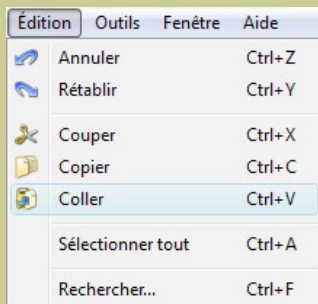 Édition Outils Fenêtre Aide
Annuler Ctrl+Z
Rétablir Ctrl+Y
Couper Ctrl+X
Copier Ctrl+C
Coller Ctrl+V
Sélectionner tout Ctrl+A
Rechercher... Ctrl+F